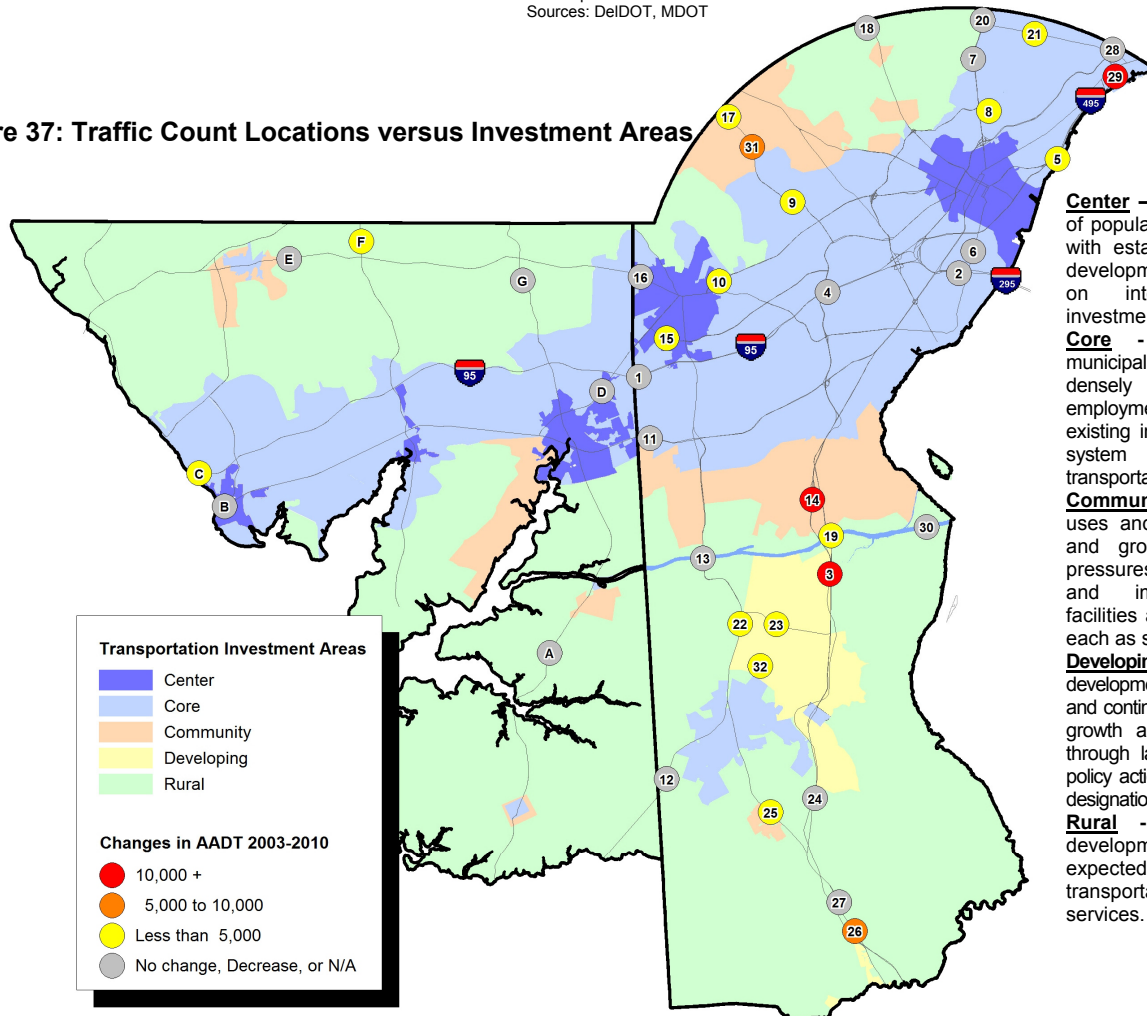 Sources: DelDOT, MDOT
re 37: Traffic Count Locations versus Investment Areas
18
20
21
28
7
29
495
17
8
31
5
9
F
E
G
16
10
4
6
2
295
15
95
95
1
D
11
C
B
14
19
30
13
3
22
23
A
32
12
24
25
27
26
Transportation Investment Areas
Center
Core
Community
Developing
Rural
Changes in AADT 2003-2010
10,000 +
5,000 to 10,000
Less than 5,000
No change, Decrease, or N/A
Center –
of popula
with esta
developm
on int
investme
Core -
municipal
densely
employme
existing in
system
transporta
Commun
uses and
and gro
pressures
and in
facilities a
each as s
Developin
developme
and contin
growth a
through la
policy acti
designatio
Rural -
developm
expected
transporta
services.